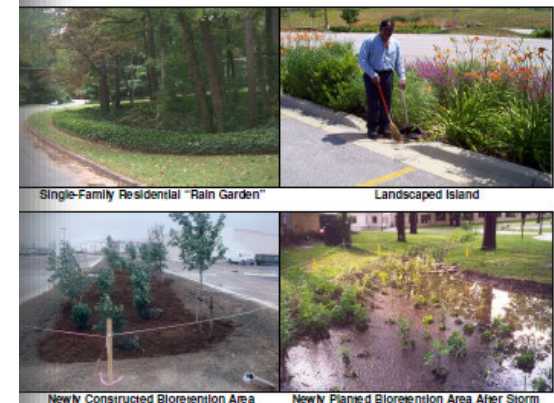 Single-Family Residential "Rain Garden"
Landscaped Island
Newly Constructed Bioretention Area
Newly Planted Bioretention Area After Storm